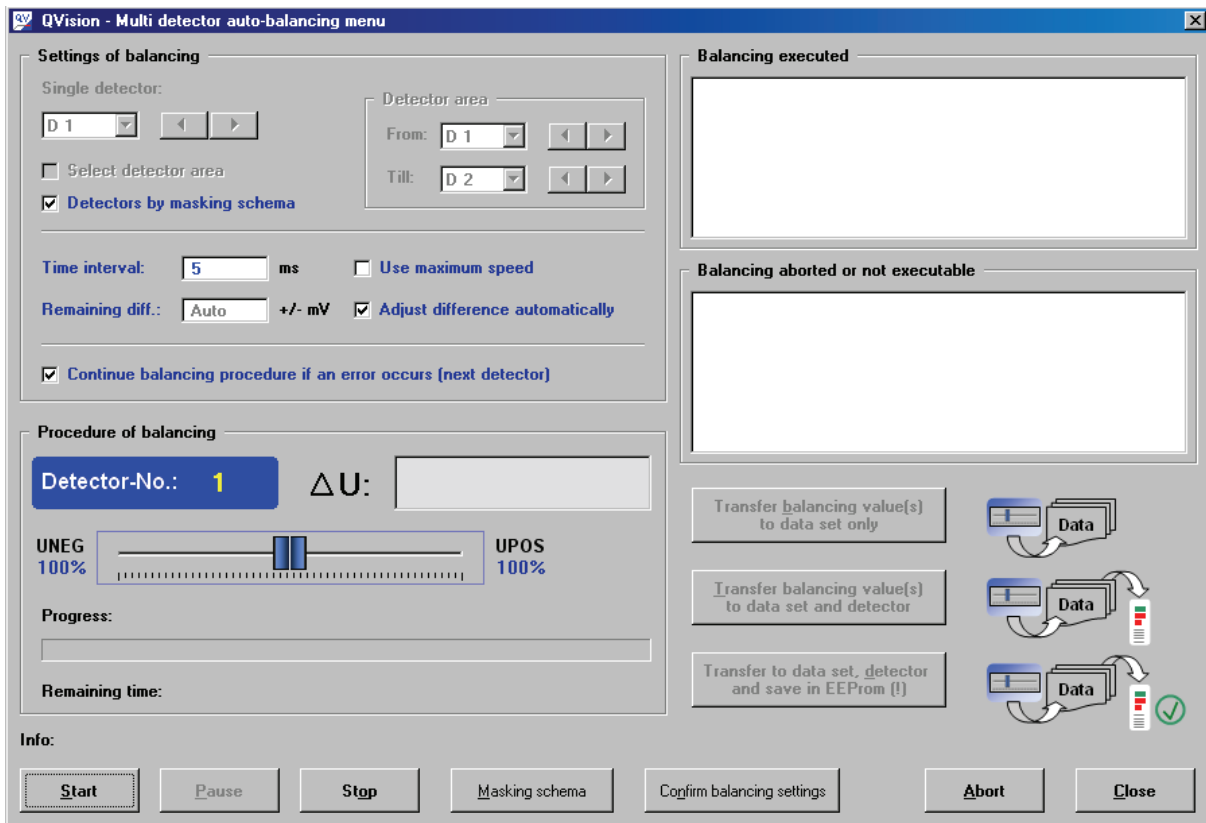 QV QVision - Multi detector auto-balancing menu
Settings of balancing
Single detector:
D 1
Select detector area
Detectors by masking schema
Detector area
From: D 1
Till: D 2
Time interval: 5 ms Use maximum speed
Remaining diff.: Auto +/- mV Adjust difference automatically
Continue balancing procedure if an error occurs (next detector)
Procedure of balancing
Detector-No.: 1 ΔU:
UNEG
100%
UPOS
100%
Progress:
Remaining time:
Balancing executed
Balancing aborted or not executable
Transfer balancing value(s)
to data set only
Data
Transfer balancing value(s)
to data set and detector
Data
Transfer to data set, detector
and save in EEProm (!)
Data
Info:
Start Pause Stop Masking schema Confirm balancing settings Abort Close